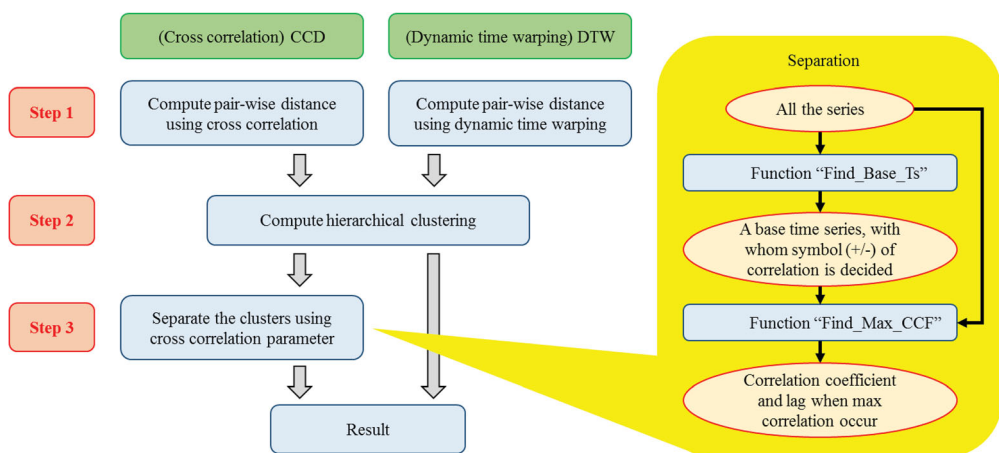 (Cross correlation) CCD
(Dynamic time warping) DTW
Step 1
Compute pair-wise distance
using cross correlation
Compute pair-wise distance
using dynamic time warping
Step 2
Compute hierarchical clustering
Step 3
Separate the clusters using
cross correlation parameter
Result
Separation
All the series
Function “Find_Base_Ts”
A base time series, with
whom symbol (+/-) of
correlation is decided
Function “Find_Max_CCF”
Correlation coefficient
and lag when max
correlation occur